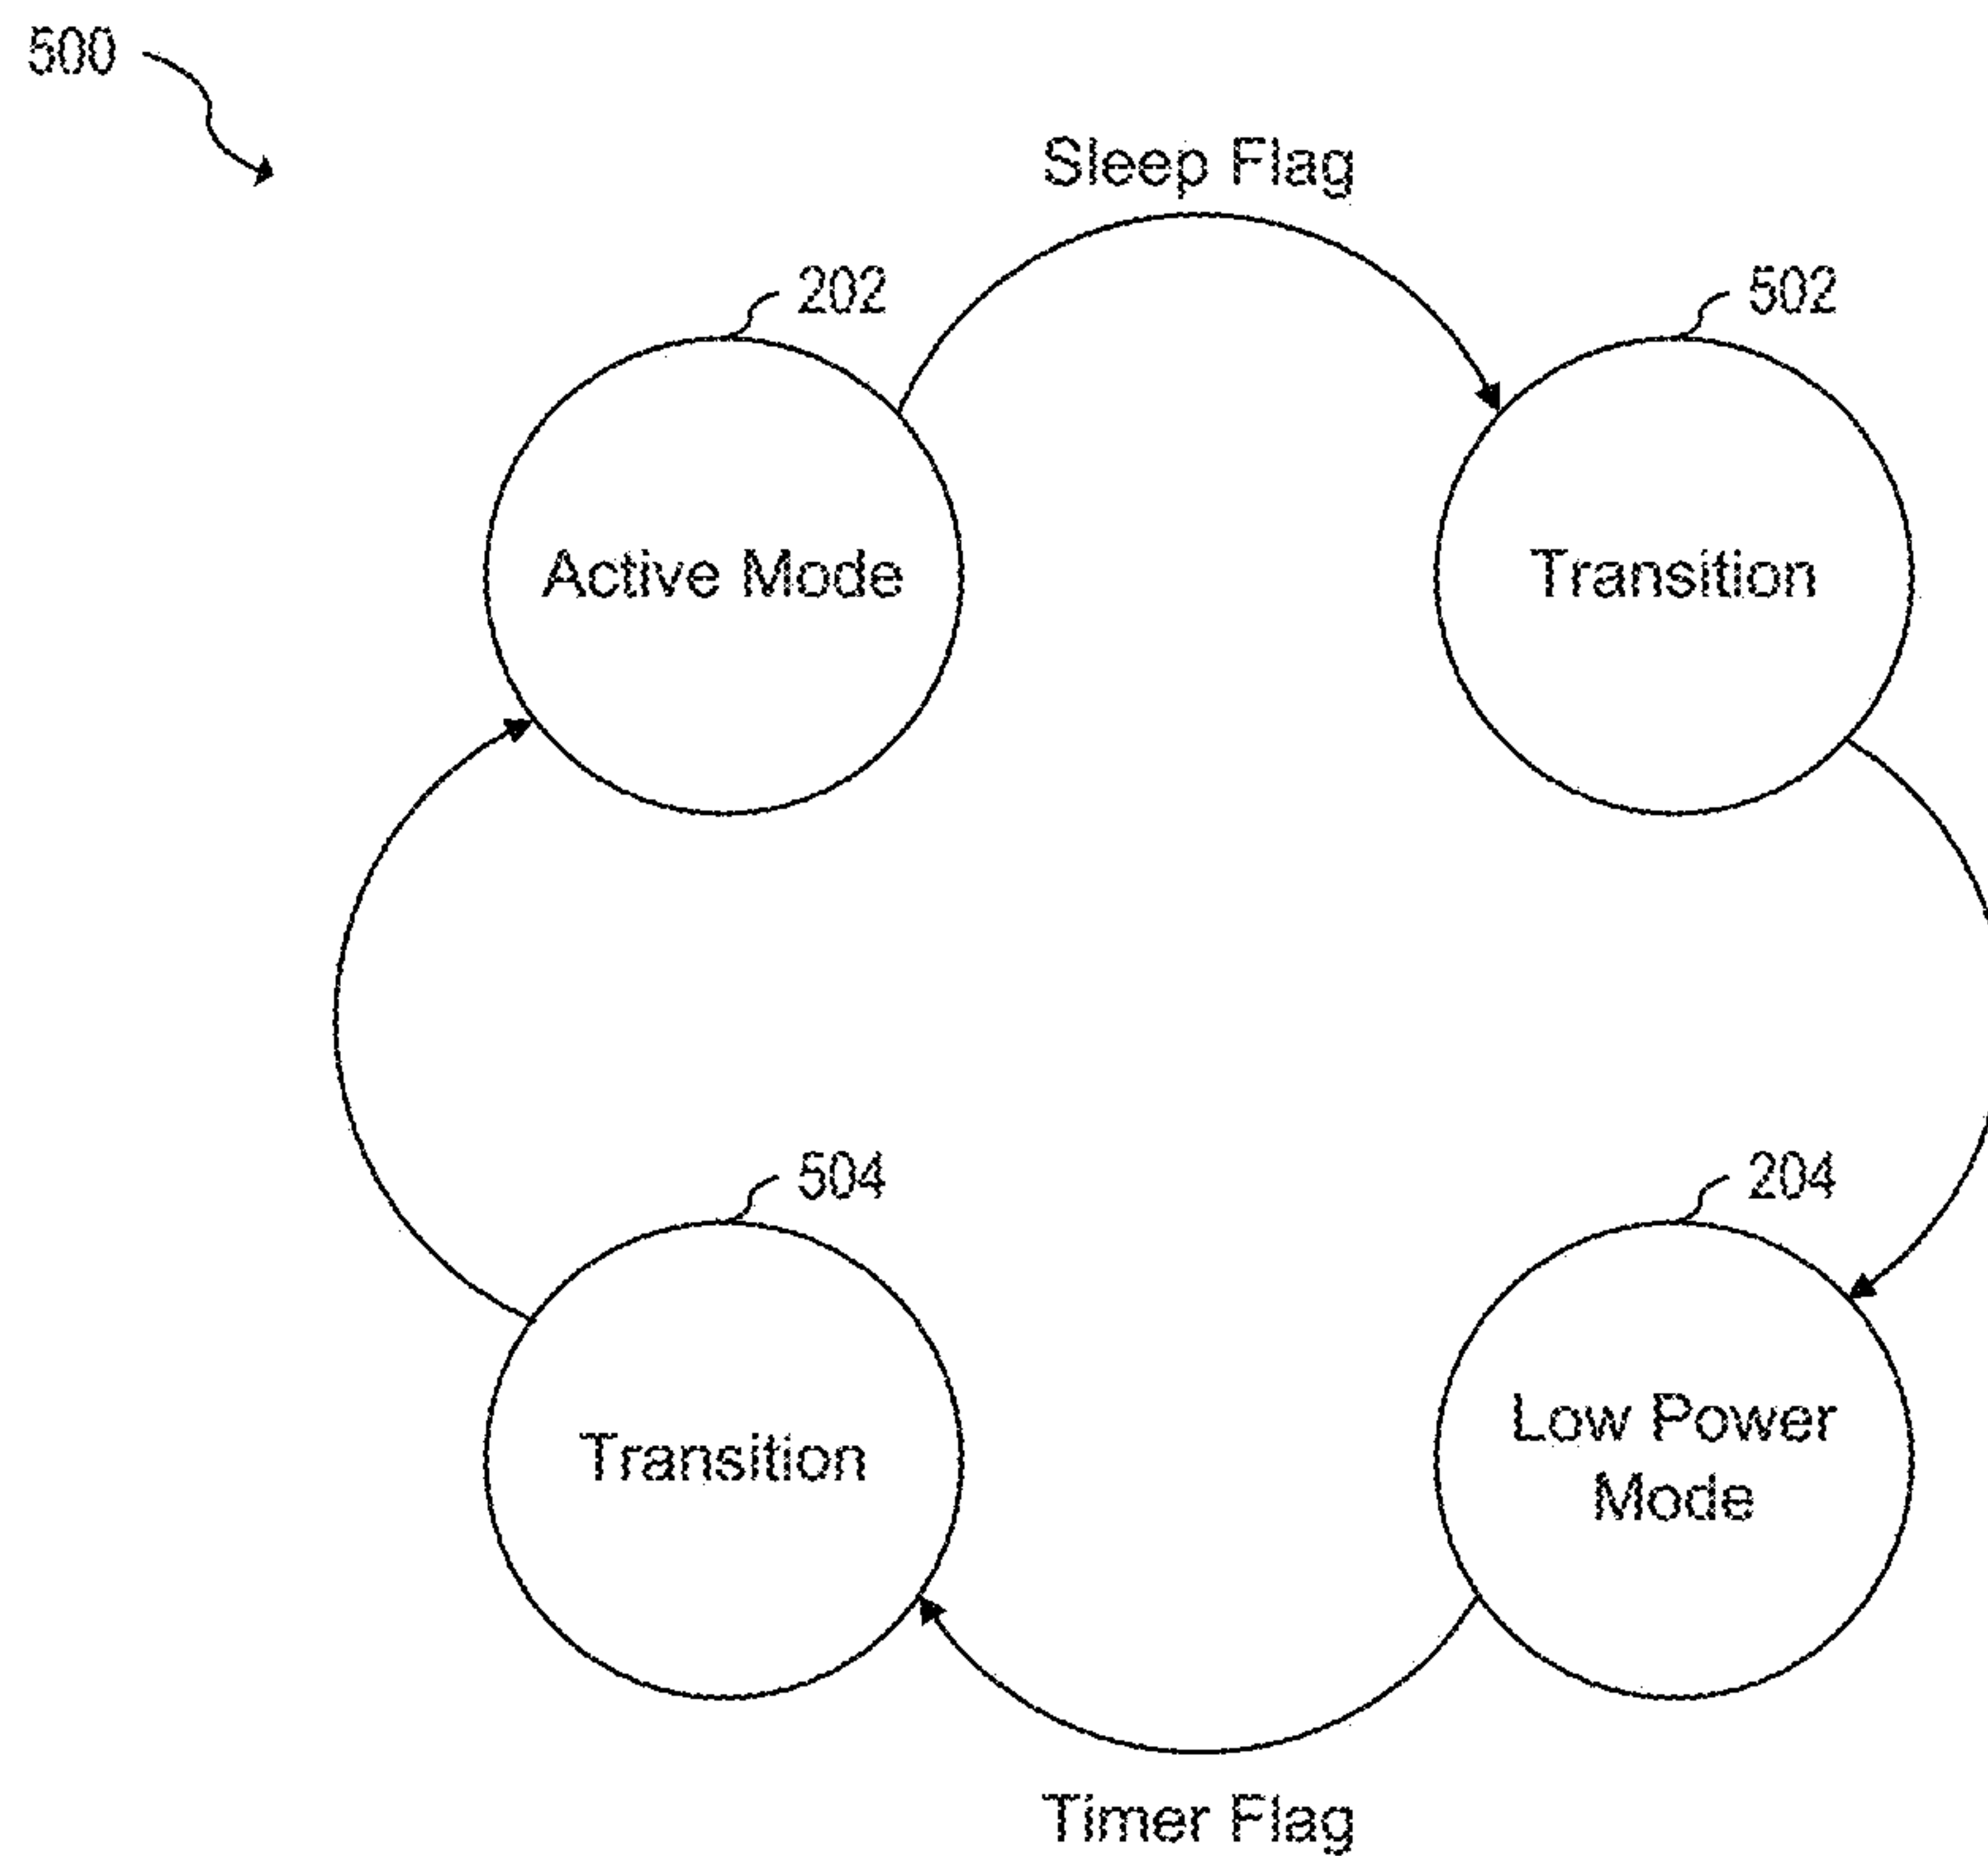 500
Sleep Flag
202
502
Active Mode
Transition
504
204
Transition
Low Power
Mode
Timer Flag